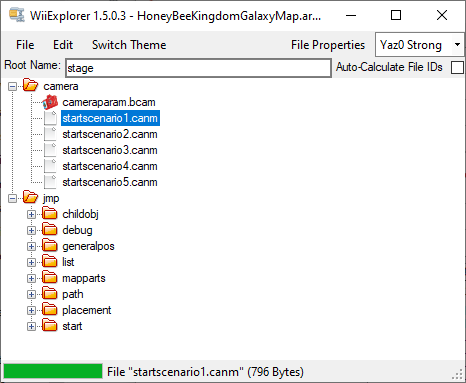 WiiExplorer 1.5.0.3 - HoneyBeeKingdomGalaxyMap.ar...
File Edit Switch Theme File Properties Yaz0 Strong
Root Name: stage Auto-Calculate File IDs
camera
cameraparam.bcam
startscenario1.canm
startscenario2.canm
startscenario3.canm
startscenario4.canm
startscenario5.canm
jmp
childobj
debug
generalpos
list
mapparts
path
placement
start
File "startscenario1.canm" (796 Bytes)